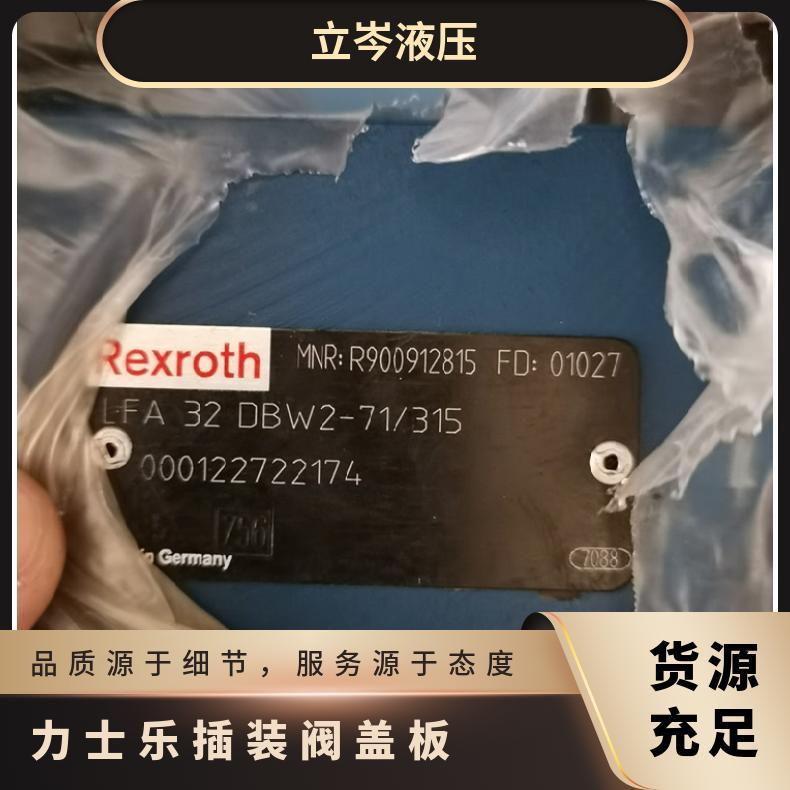 立岑液压
Rexroth MNR: R900912815 FD: 01027
LFA 32 DBW2-71/315
000122722174
756
in Germany 7038
品质源于细节，服务源于态度
货源
充足
力士乐插装阀盖板